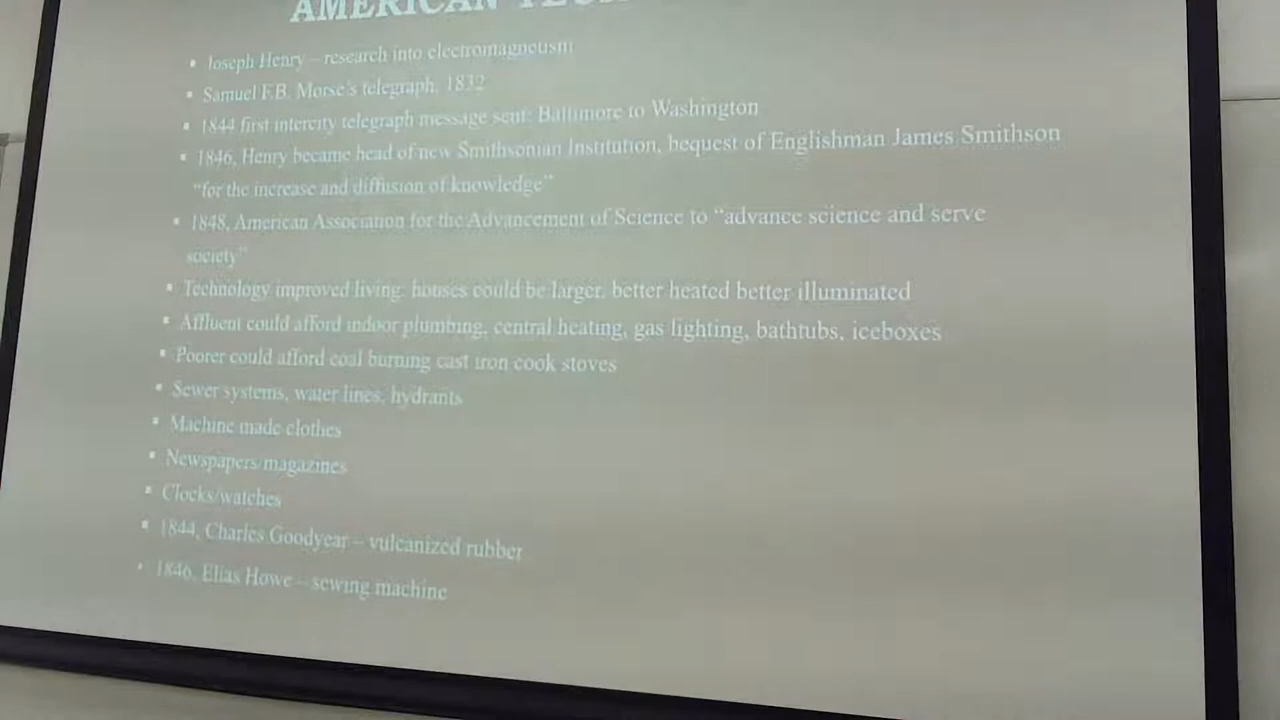 AMERICAN
▪ Joseph Henry – research into electromagnetism
▪ Samuel F.B. Morse's telegraph, 1832
▪ 1844 first intercity telegraph message sent: Baltimore to Washington
▪ 1846, Henry became head of new Smithsonian Institution, bequest of Englishman James Smithson
“for the increase and diffusion of knowledge”
▪ 1848, American Association for the Advancement of Science to “advance science and serve
society”
▪ Technology improved living: houses could be larger, better heated better illuminated
▪ Affluent could afford indoor plumbing, central heating, gas lighting, bathtubs, iceboxes
▪ Poorer could afford coal burning cast iron cook stoves
▪ Sewer systems, water lines, hydrants
▪ Machine made clothes
▪ Newspapers/magazines
▪ Clocks/watches
▪ 1844, Charles Goodyear – vulcanized rubber
▪ 1846, Elias Howe – sewing machine